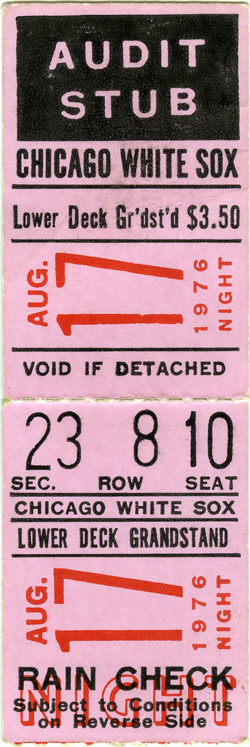 AUDIT
STUB
CHICAGO WHITE SOX
Lower Deck Gr'dst'd $3.50
AUG. 17 1976 NIGHT
VOID IF DETACHED
23 8 10
SEC. ROW SEAT
CHICAGO WHITE SOX
LOWER DECK GRANDSTAND
AUG. 17 1976 NIGHT
NIGHT
RAIN CHECK
Subject to Conditions
on Reverse Side